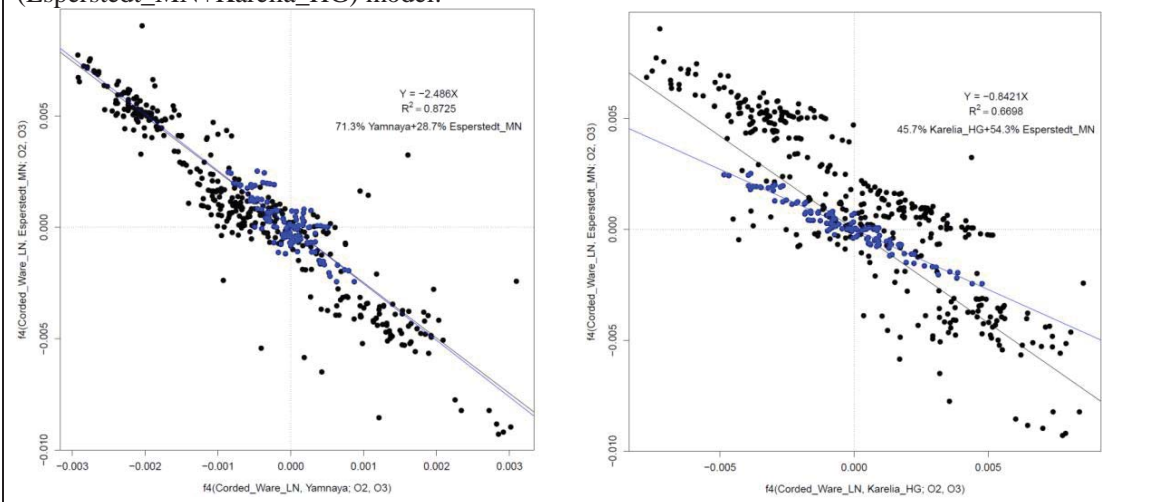 (Esperstedt_MN+Karelia_HG) model.
Y = −2.486X
R² = 0.8725
71.3% Yamnaya+28.7% Esperstedt_MN
f4(Corded_Ware_LN, Esperstedt_MN; O2, O3)
0.005
0.000
−0.005
−0.010
−0.003
−0.002
−0.001
0.000
0.001
0.002
0.003
f4(Corded_Ware_LN, Yamnaya; O2, O3)
Y = −0.8421X
R² = 0.6698
45.7% Karelia_HG+54.3% Esperstedt_MN
f4(Corded_Ware_LN, Esperstedt_MN; O2, O3)
0.005
0.000
−0.005
−0.010
−0.005
0.000
0.005
f4(Corded_Ware_LN, Karelia_HG; O2, O3)